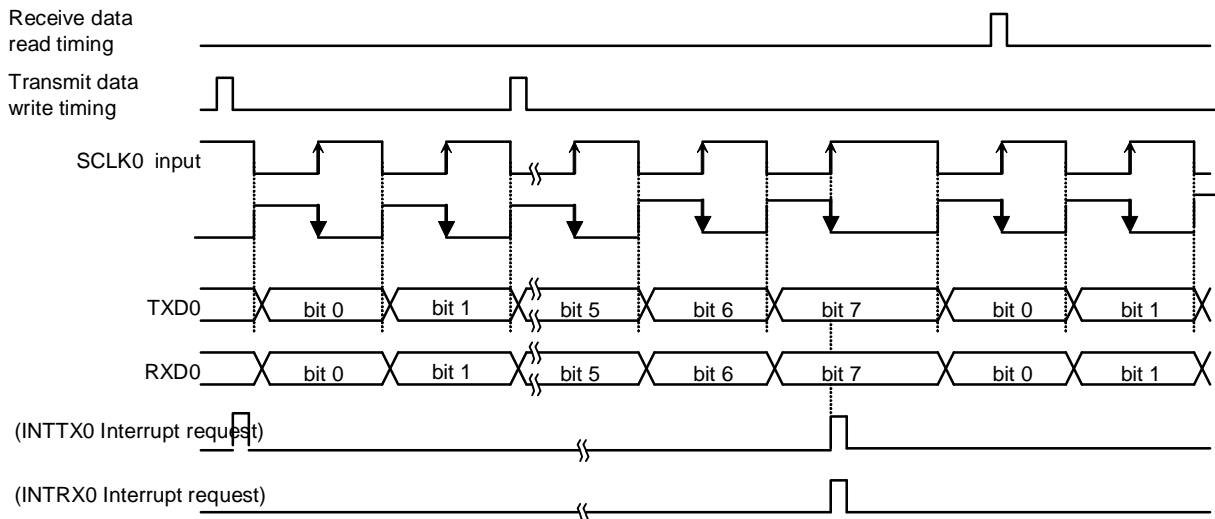 Receive data
read timing
Transmit data
write timing
SCLK0 input
TXD0 bit 0 bit 1 bit 5 bit 6 bit 7 bit 0 bit 1
RXD0 bit 0 bit 1 bit 5 bit 6 bit 7 bit 0 bit 1
(INTTX0 Interrupt request)
(INTRX0 Interrupt request)